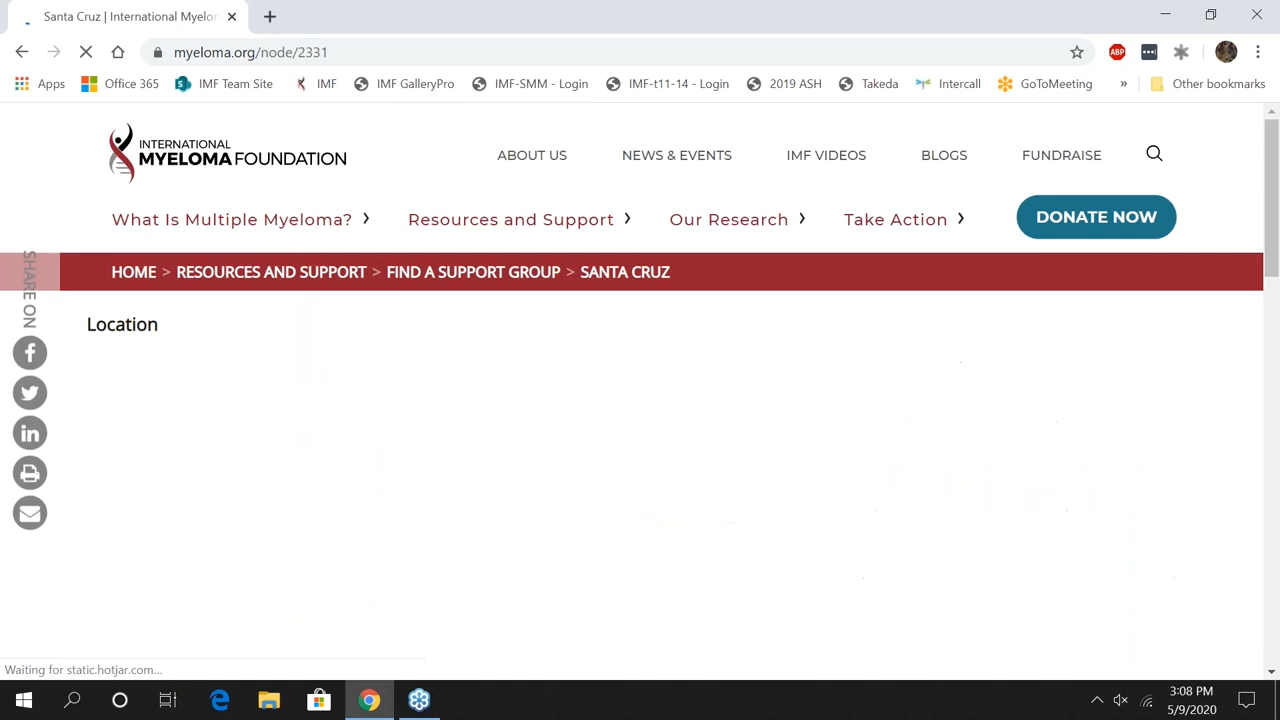 Santa Cruz | International Myelo
myeloma.org/node/2331
ABP
Apps
Office 365
IMF Team Site
IMF
IMF GalleryPro
IMF-SMM - Login
IMF-t11-14 - Login
2019 ASH
Takeda
Intercall
GoToMeeting
»
Other bookmarks
INTERNATIONAL
MYELOMA FOUNDATION
ABOUT US
NEWS & EVENTS
IMF VIDEOS
BLOGS
FUNDRAISE
What Is Multiple Myeloma?
Resources and Support
Our Research
Take Action
DONATE NOW
HOME > RESOURCES AND SUPPORT > FIND A SUPPORT GROUP > SANTA CRUZ
SHARE ON
Location
Waiting for static.hotjar.com...
3:08 PM
5/9/2020